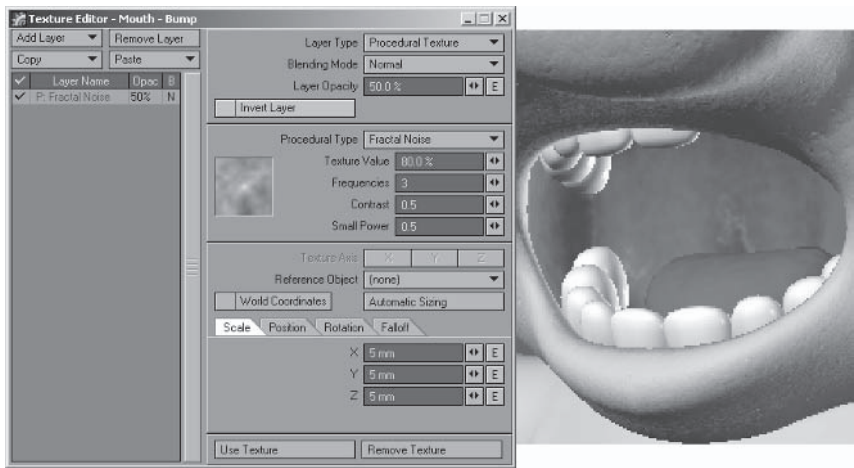 Texture Editor - Mouth - Bump
Add Layer Remove Layer
Copy Paste
Layer Name Opac B
P: Fractal Noise 50% N
Layer Type Procedural Texture
Blending Mode Normal
Layer Opacity 50.0 % E
Invert Layer
Procedural Type Fractal Noise
Texture Value 80.0 %
Frequencies 3
Contrast 0.5
Small Power 0.5
Texture Axis X Y Z
Reference Object (none)
World Coordinates Automatic Sizing
Scale Position Rotation Falloff
X 5 mm E
Y 5 mm E
Z 5 mm E
Use Texture Remove Texture